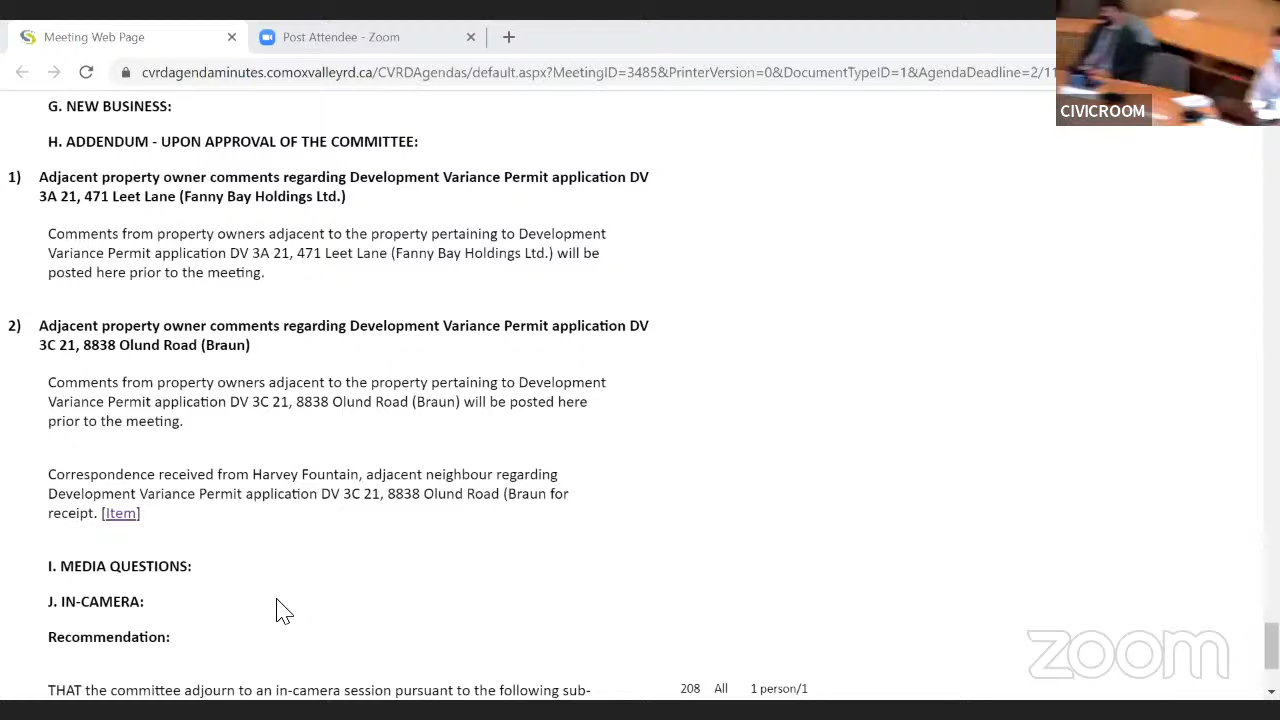 Meeting Web Page
Post Attendee - Zoom
cvrdagendaminutes.comoxvalleyrd.ca/CVRDAgendas/default.aspx?MeetingID=3485&PrinterVersion=0&DocumentTypeID=1&AgendaDeadline=2/11
CIVICROOM
G. NEW BUSINESS:
H. ADDENDUM - UPON APPROVAL OF THE COMMITTEE:
1) Adjacent property owner comments regarding Development Variance Permit application DV
3A 21, 471 Leet Lane (Fanny Bay Holdings Ltd.)
Comments from property owners adjacent to the property pertaining to Development
Variance Permit application DV 3A 21, 471 Leet Lane (Fanny Bay Holdings Ltd.) will be
posted here prior to the meeting.
2) Adjacent property owner comments regarding Development Variance Permit application DV
3C 21, 8838 Olund Road (Braun)
Comments from property owners adjacent to the property pertaining to Development
Variance Permit application DV 3C 21, 8838 Olund Road (Braun) will be posted here
prior to the meeting.
Correspondence received from Harvey Fountain, adjacent neighbour regarding
Development Variance Permit application DV 3C 21, 8838 Olund Road (Braun for
receipt. [Item]
I. MEDIA QUESTIONS:
J. IN-CAMERA:
Recommendation:
THAT the committee adjourn to an in-camera session pursuant to the following sub-
208 All 1 person/1
zoom